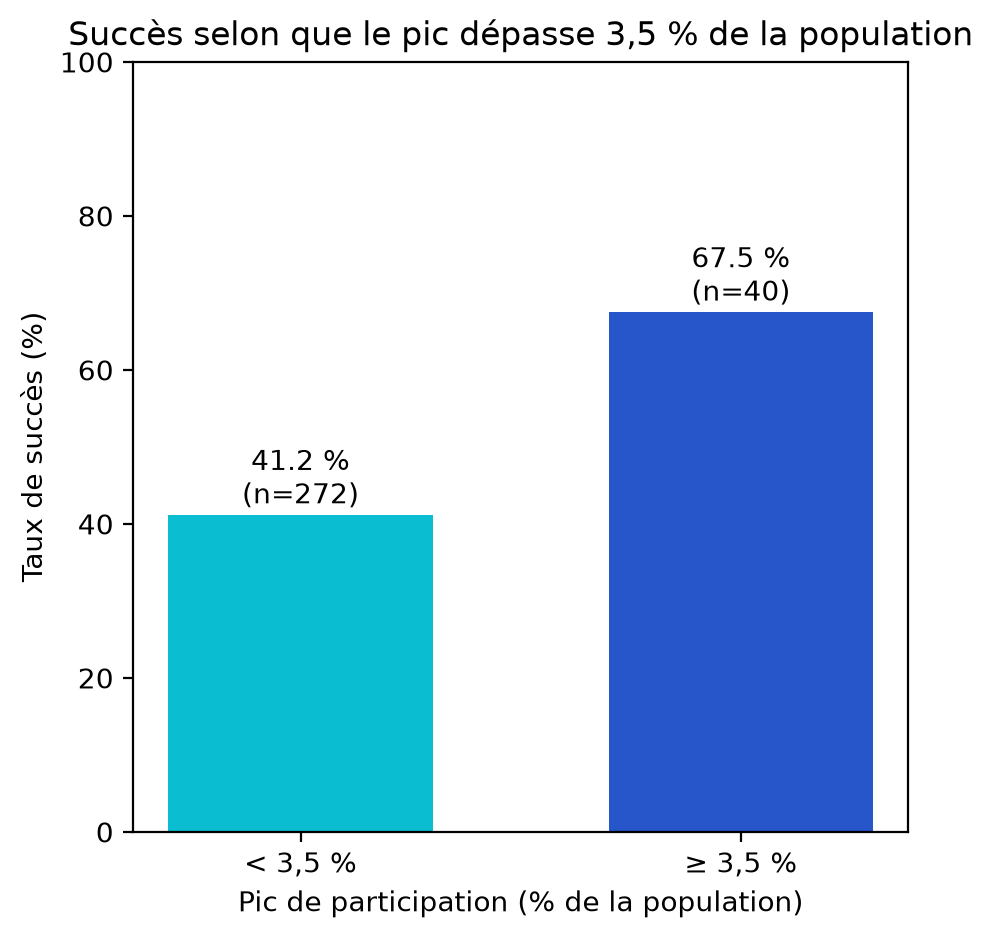 Succès selon que le pic dépasse 3,5 % de la population
100
80
60
40
20
0
Taux de succès (%)
41.2 %
(n=272)
67.5 %
(n=40)
< 3,5 %
≥ 3,5 %
Pic de participation (% de la population)